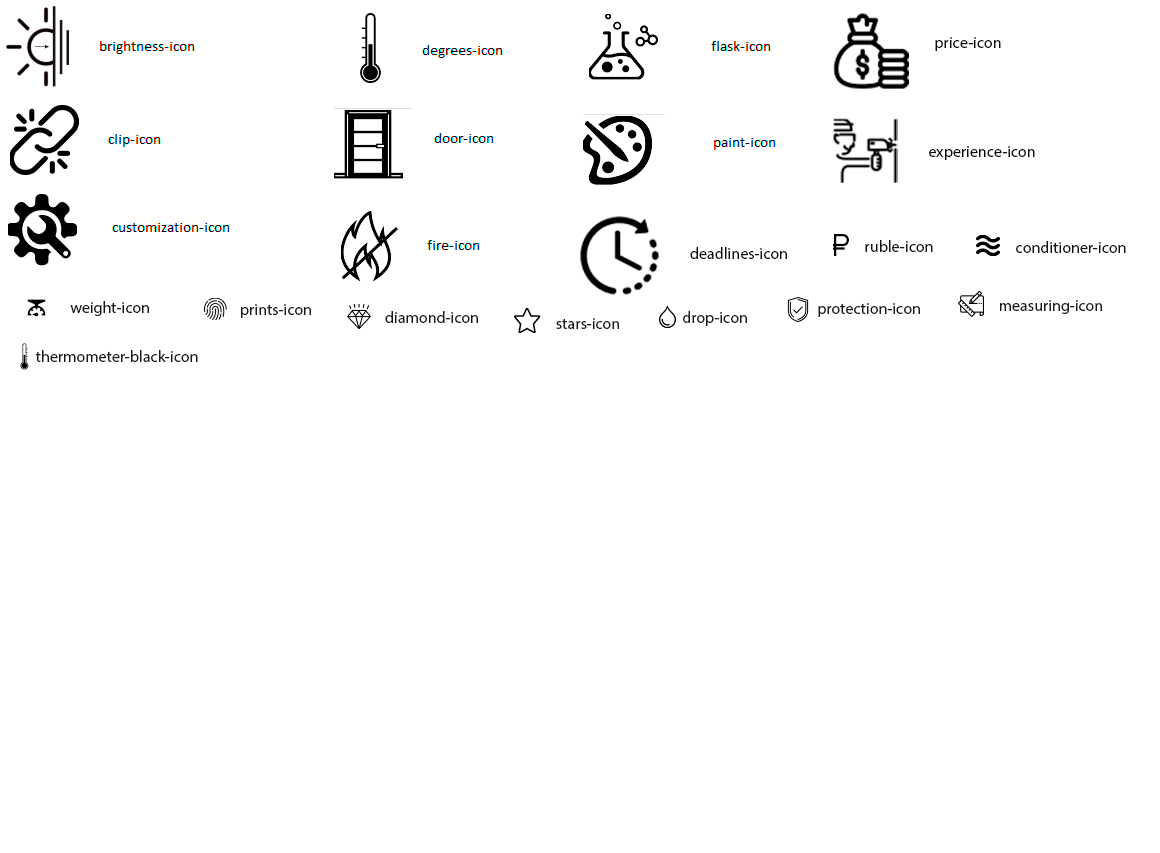 brightness-icon
degrees-icon
flask-icon
$
price-icon
clip-icon
door-icon
paint-icon
experience-icon
customization-icon
fire-icon
deadlines-icon
₽
ruble-icon
conditioner-icon
weight-icon
prints-icon
diamond-icon
stars-icon
drop-icon
protection-icon
measuring-icon
thermometer-black-icon